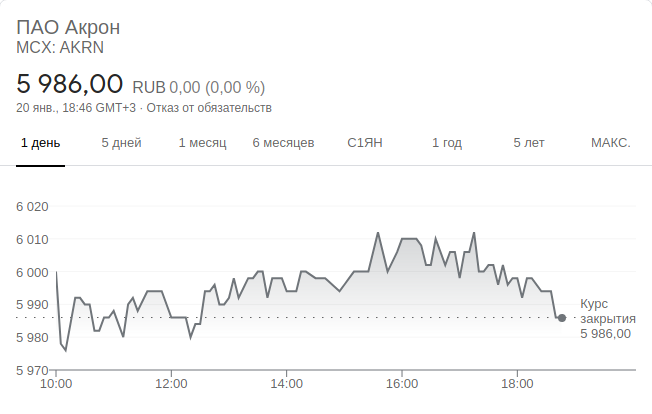 ПАО Акрон
MCX: AKRN
5 986,00 RUB 0,00 (0,00 %)
20 янв., 18:46 GMT+3 · Отказ от обязательств
1 день 5 дней 1 месяц 6 месяцев С1ЯН 1 год 5 лет МАКС.
6 020
6 010
6 000
5 990
5 980
5 970
Курс
закрытия
5 986,00
10:00 12:00 14:00 16:00 18:00